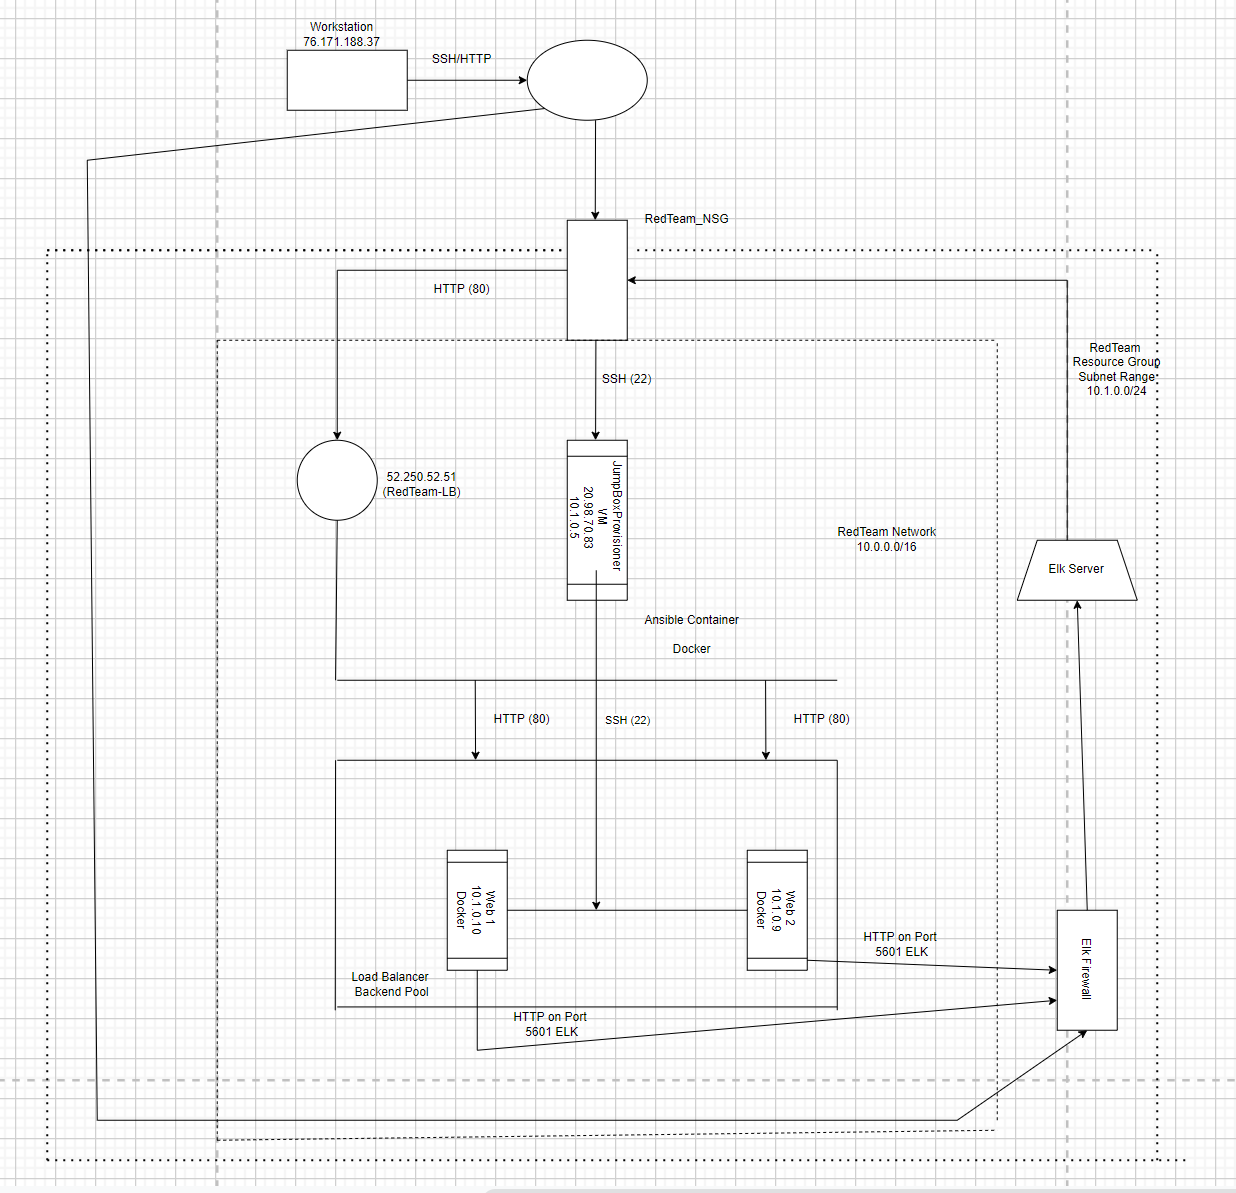 Workstation
76.171.188.37
SSH/HTTP
RedTeam_NSG
HTTP (80)
RedTeam
Resource Group
Subnet Range
10.1.0.0/24
SSH (22)
52.250.52.51
(RedTeam-LB)
JumpBoxProvisioner
VM
20.98.70.83
10.1.0.5
RedTeam Network
10.0.0.0/16
Elk Server
Ansible Container
Docker
HTTP (80)
SSH (22)
HTTP (80)
Web 1
10.1.0.10
Docker
Web 2
10.1.0.9
Docker
HTTP on Port
5601 ELK
Elk Firewall
Load Balancer
Backend Pool
HTTP on Port
5601 ELK